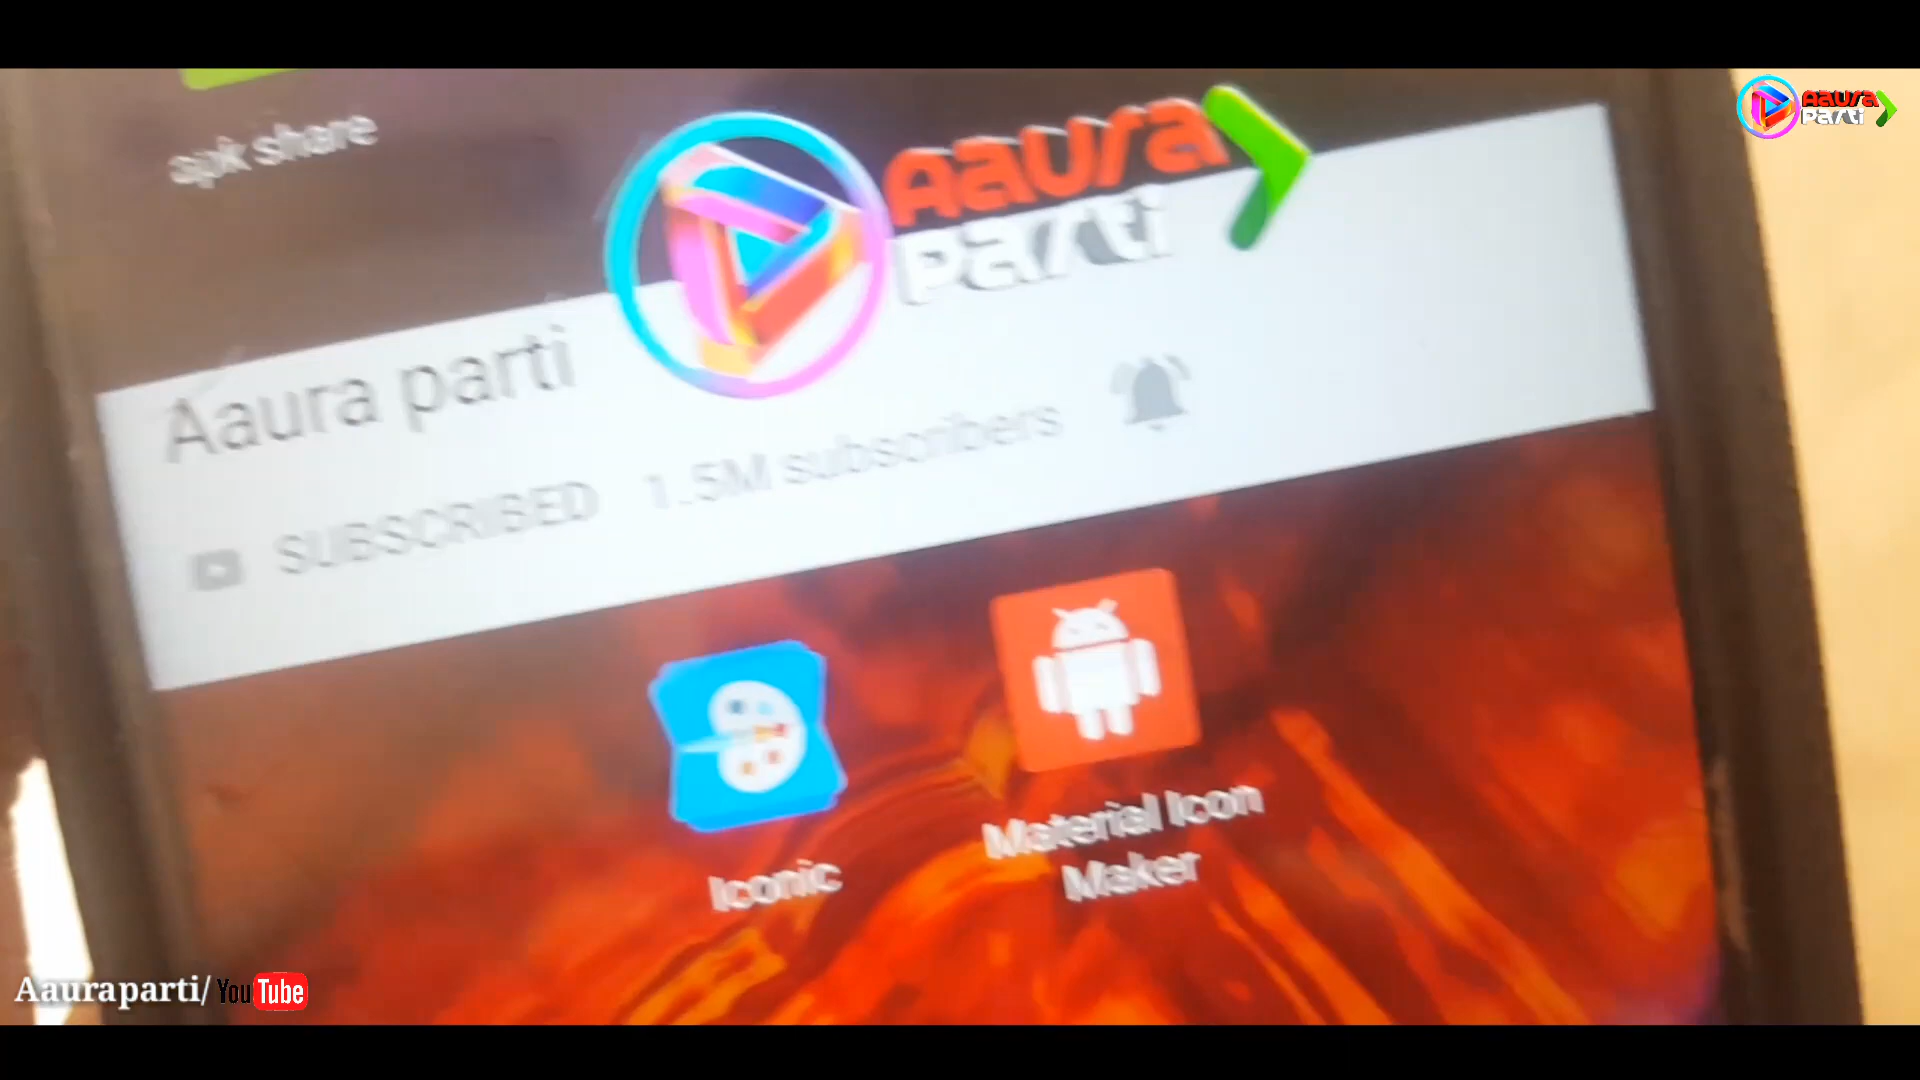 apk share
Aaura
Parti
Aaura
Parti
Aaura parti
SUBSCRIBED 1.5M subscribers
Iconic
Material Icon
Maker
Aauraparti/YouTube